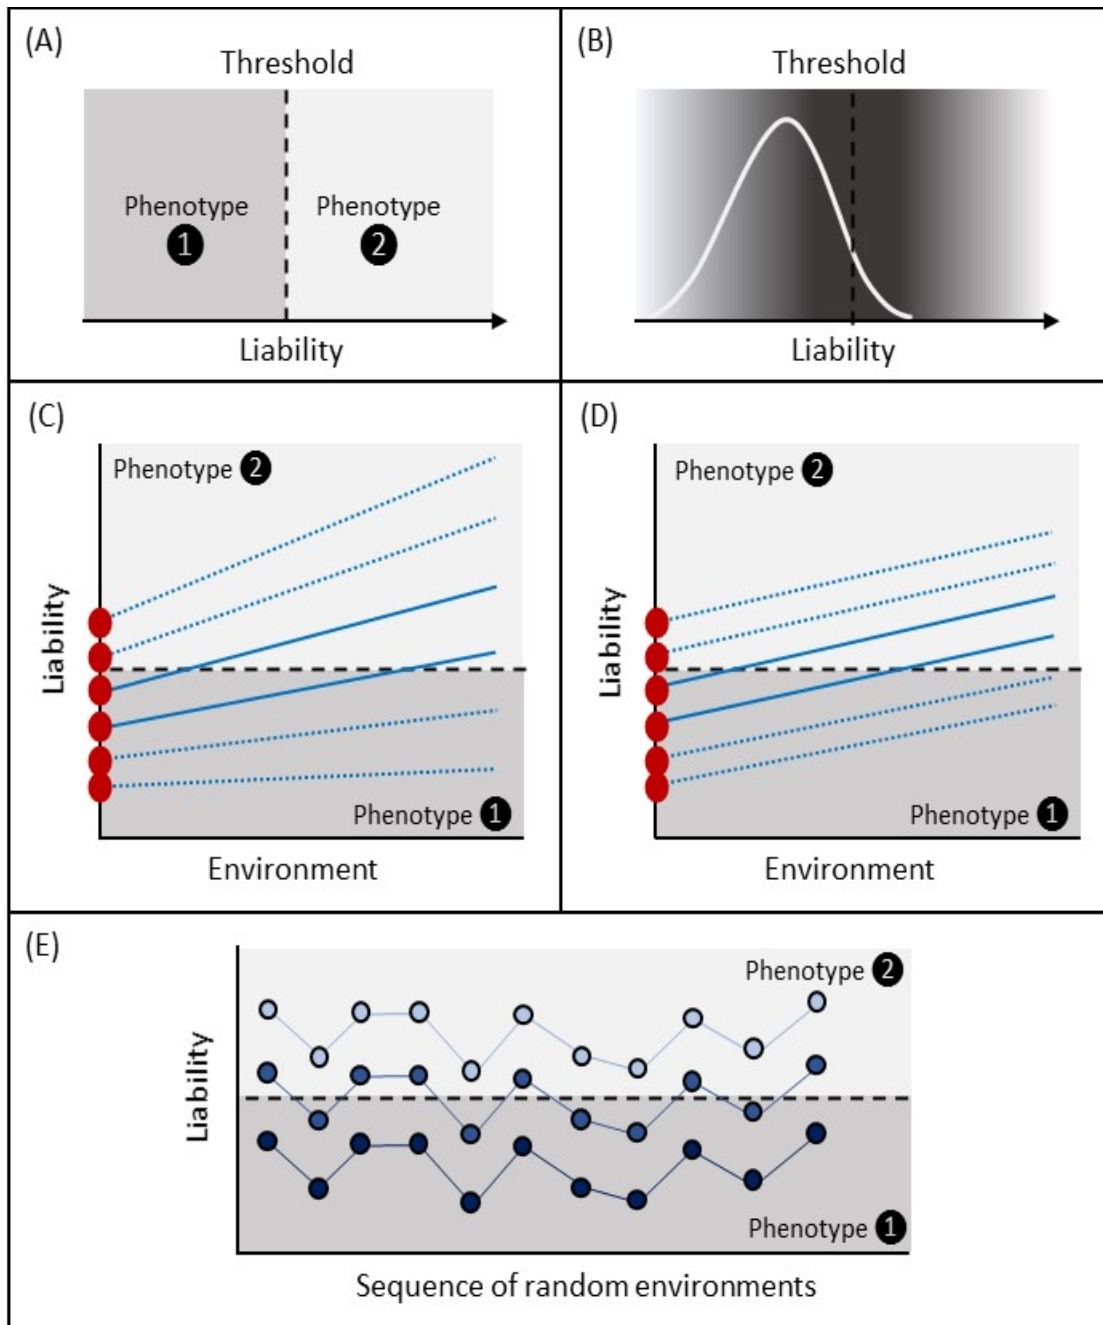 (A)
Threshold
Phenotype
1
Phenotype
2
Liability
(B)
Threshold
Liability
(C)
Phenotype 2
Liability
Phenotype 1
Environment
(D)
Phenotype 2
Liability
Phenotype 1
Environment
(E)
Phenotype 2
Liability
Phenotype 1
Sequence of random environments